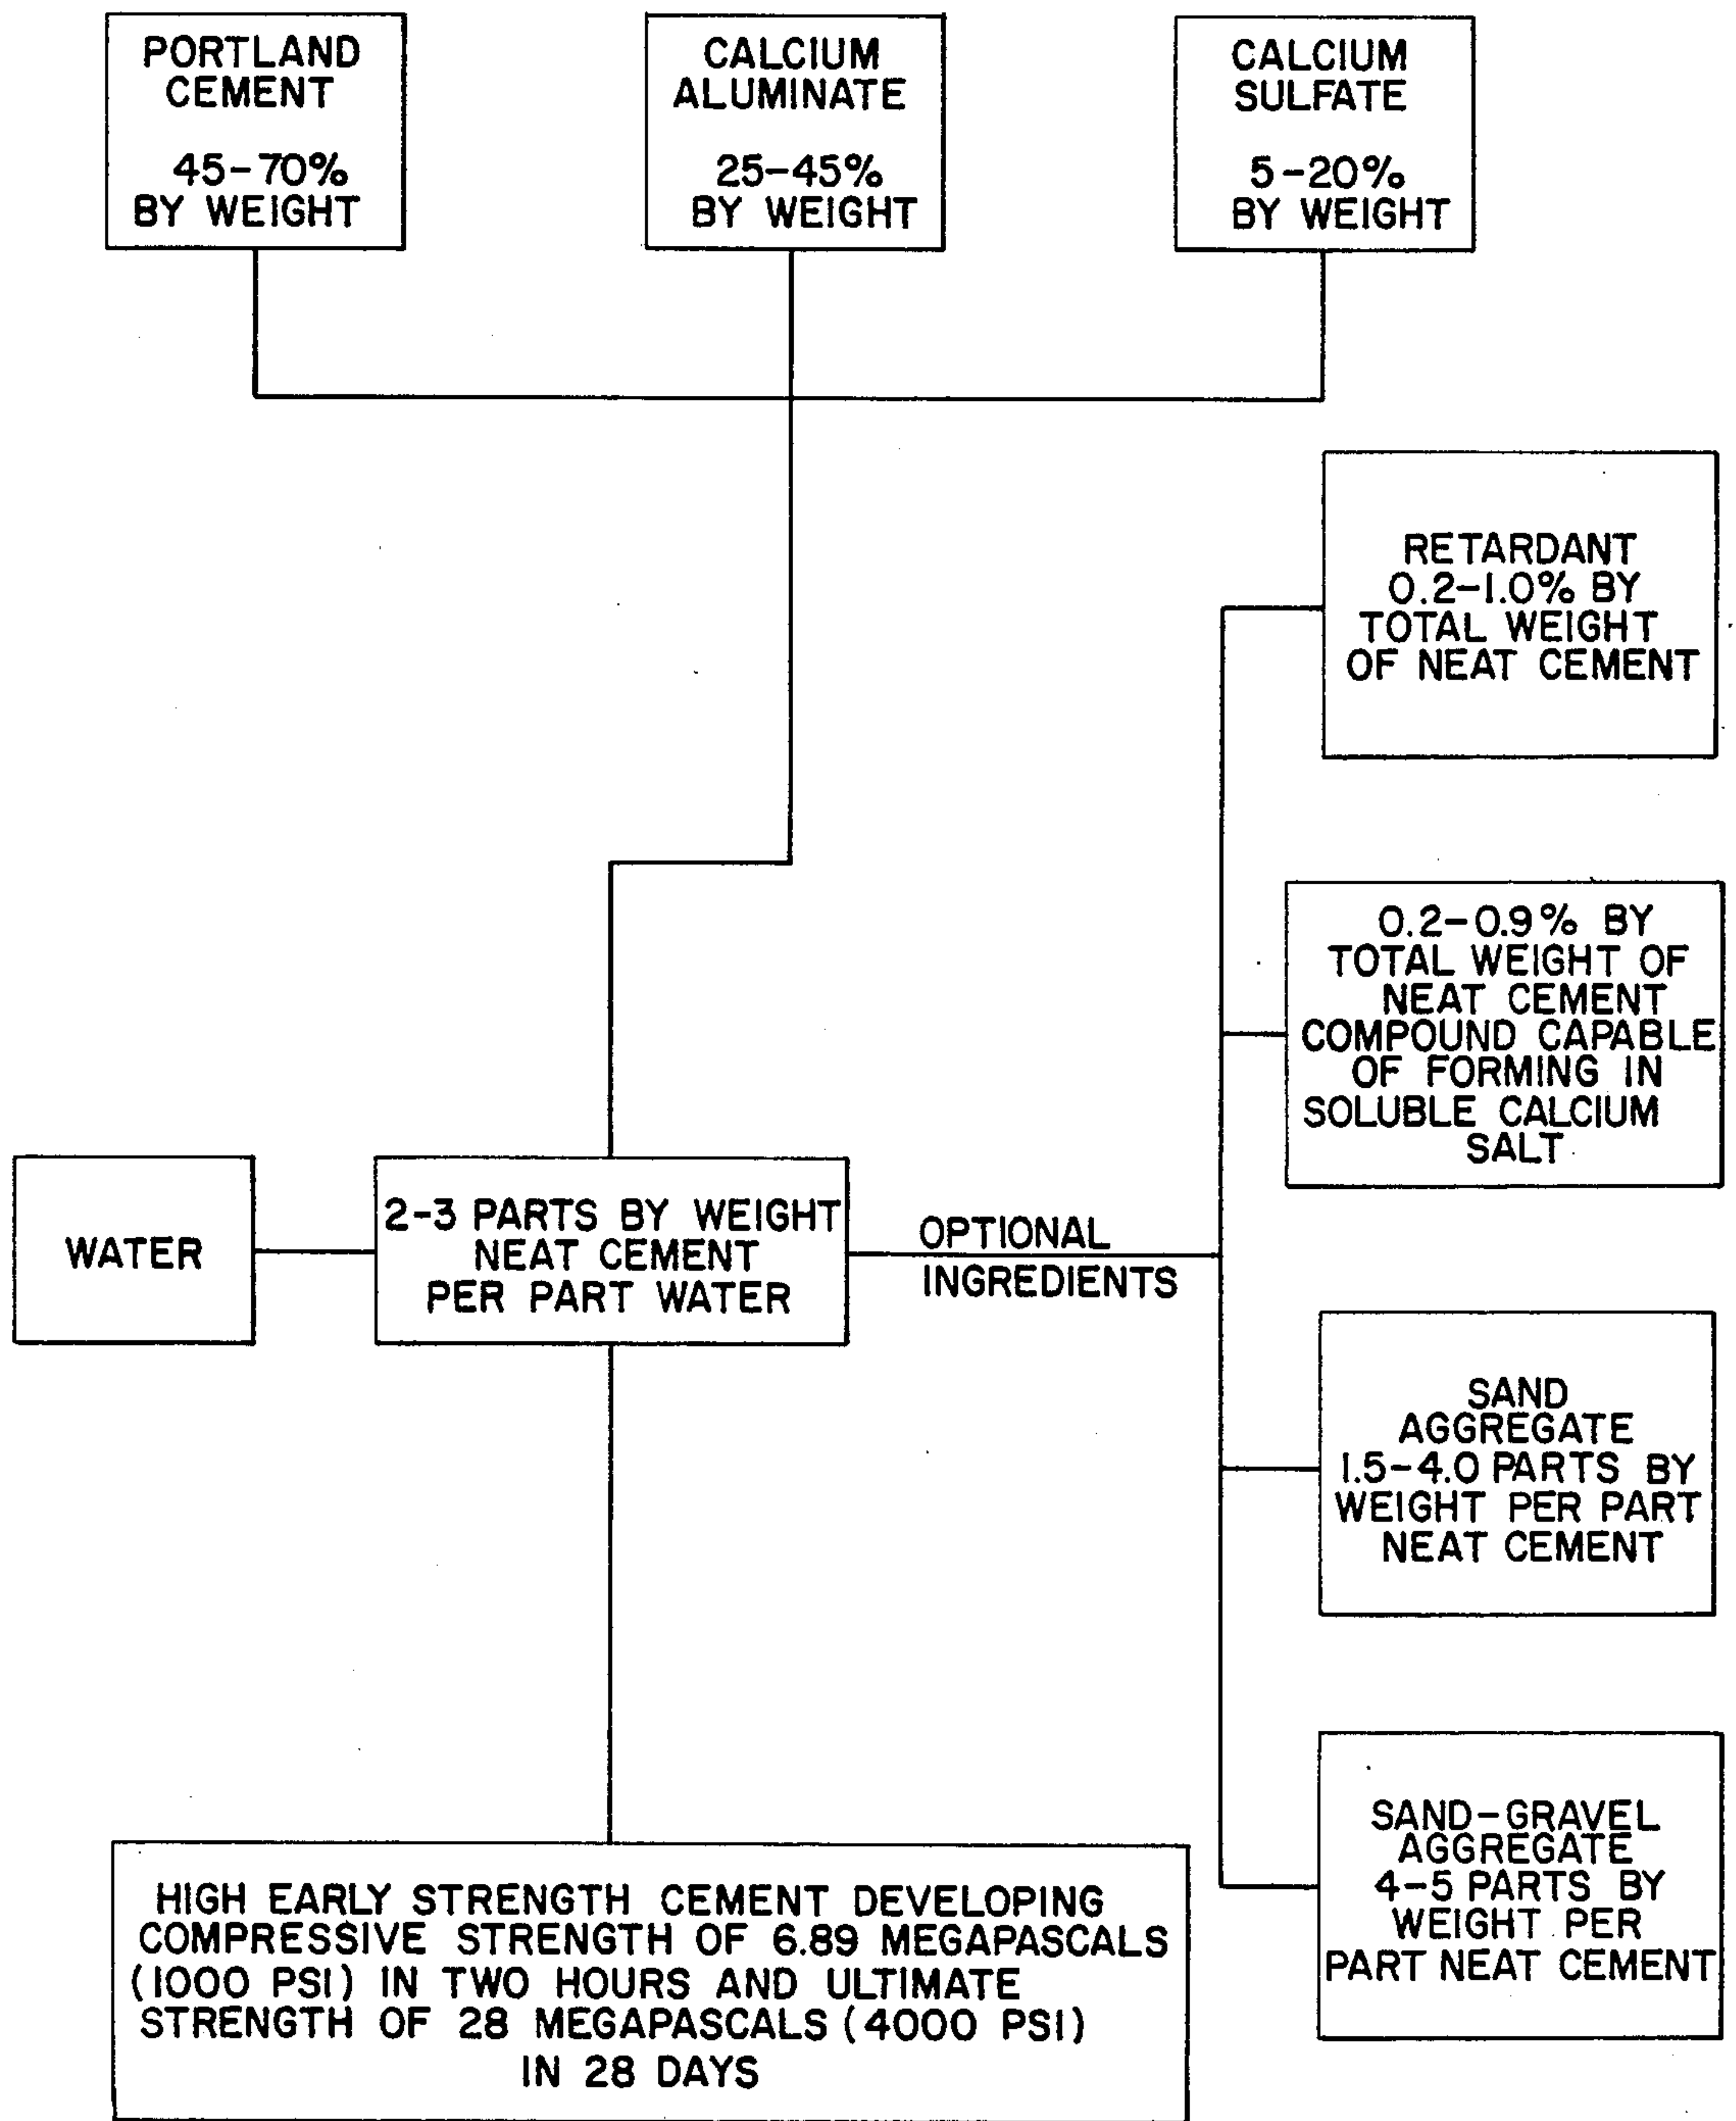 PORTLAND
CEMENT
45-70%
BY WEIGHT
CALCIUM
ALUMINATE
25-45%
BY WEIGHT
CALCIUM
SULFATE
5-20%
BY WEIGHT
RETARDANT
0.2-1.0% BY
TOTAL WEIGHT
OF NEAT CEMENT
0.2-0.9% BY
TOTAL WEIGHT OF
NEAT CEMENT
COMPOUND CAPABLE
OF FORMING IN
SOLUBLE CALCIUM
SALT
WATER
2-3 PARTS BY WEIGHT
NEAT CEMENT
PER PART WATER
OPTIONAL
INGREDIENTS
SAND
AGGREGATE
1.5-4.0 PARTS BY
WEIGHT PER PART
NEAT CEMENT
SAND-GRAVEL
AGGREGATE
4-5 PARTS BY
WEIGHT PER
PART NEAT CEMENT
HIGH EARLY STRENGTH CEMENT DEVELOPING
COMPRESSIVE STRENGTH OF 6.89 MEGAPASCALS
(1000 PSI) IN TWO HOURS AND ULTIMATE
STRENGTH OF 28 MEGAPASCALS (4000 PSI)
IN 28 DAYS